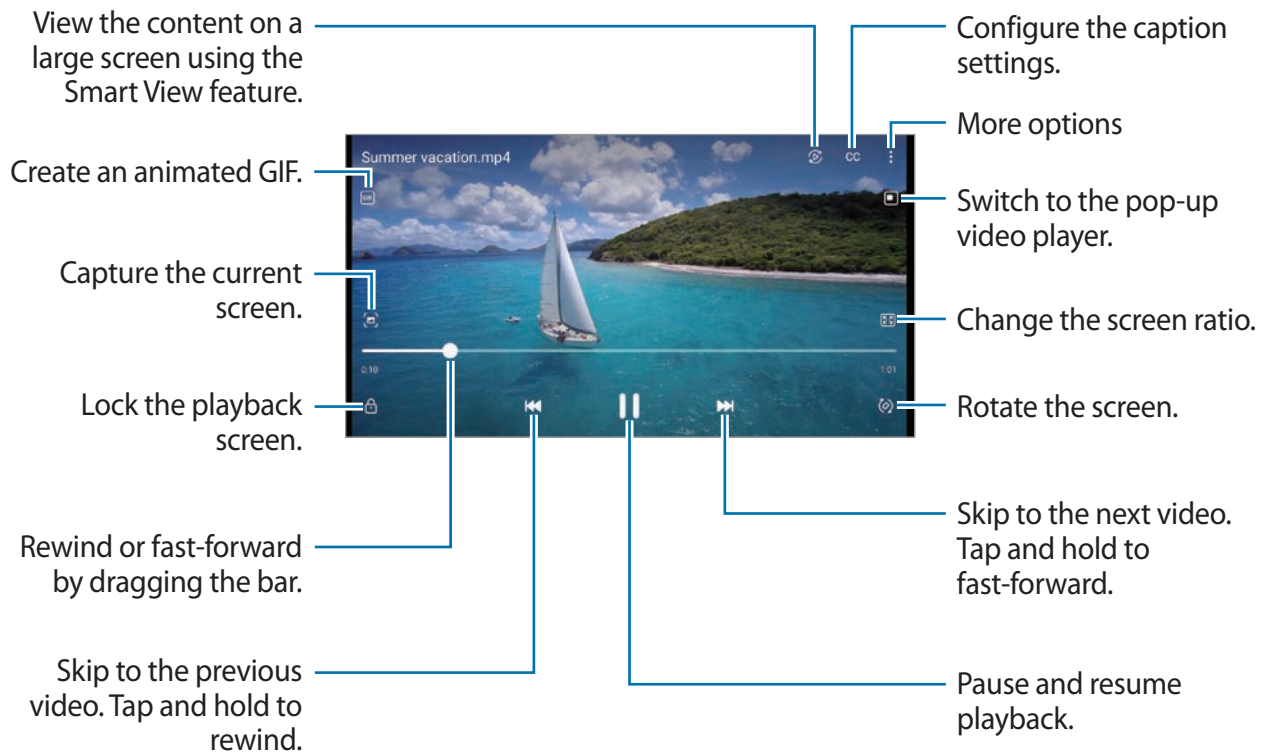 View the content on a
large screen using the
Smart View feature.
Configure the caption
settings.
More options
Create an animated GIF.
Switch to the pop-up
video player.
Capture the current
screen.
Change the screen ratio.
Lock the playback
screen.
Rotate the screen.
Rewind or fast-forward
by dragging the bar.
Skip to the next video.
Tap and hold to
fast-forward.
Skip to the previous
video. Tap and hold to
rewind.
Pause and resume
playback.
Summer vacation.mp4
CC
GIF
0:10
1:01